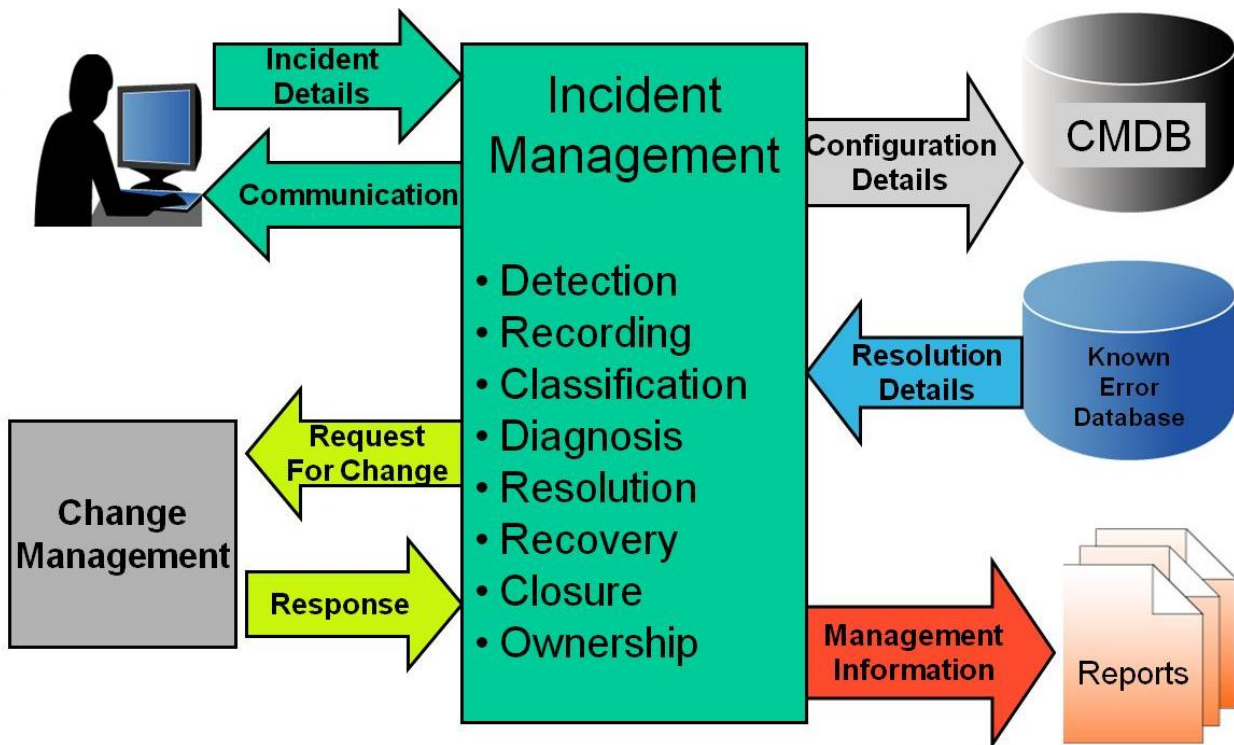 Incident
Details
Communication
Incident
Management
• Detection
• Recording
• Classification
• Diagnosis
• Resolution
• Recovery
• Closure
• Ownership
Configuration
Details
CMDB
Resolution
Details
Known
Error
Database
Request
For Change
Change
Management
Response
Management
Information
Reports